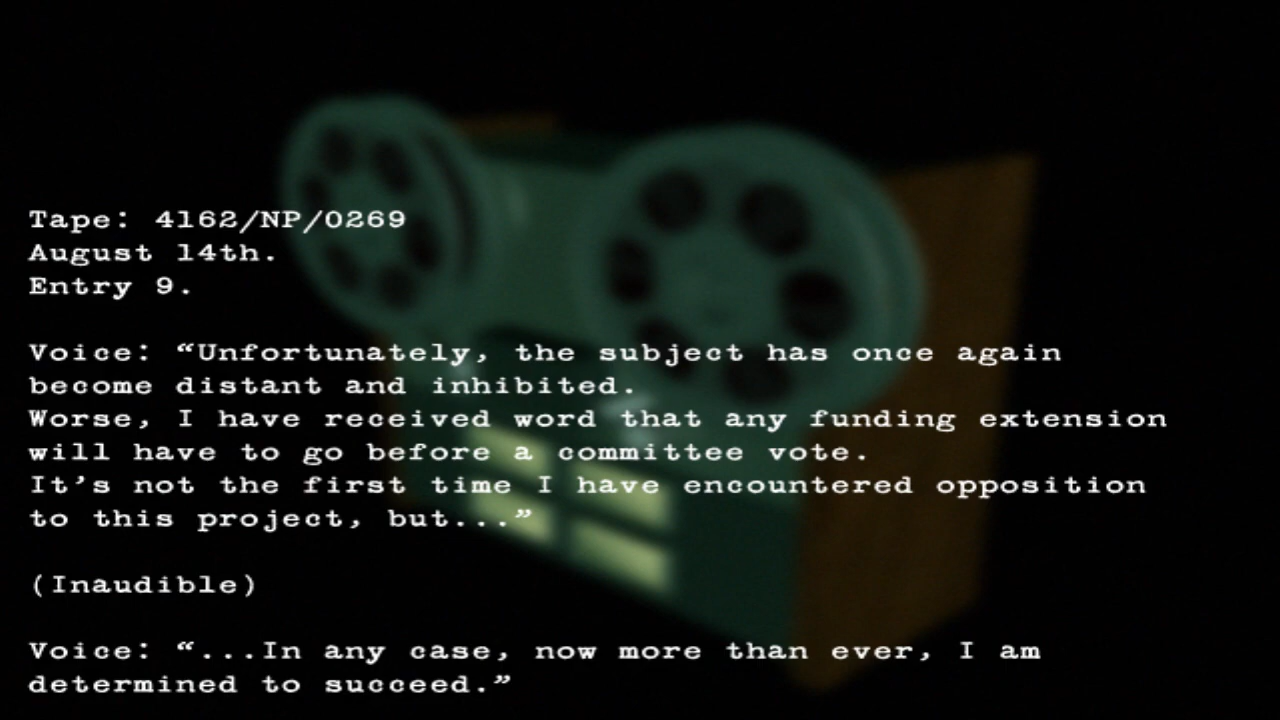 Tape: 4162/NP/0269
August 14th.
Entry 9.
Voice: “Unfortunately, the subject has once again
become distant and inhibited.
Worse, I have received word that any funding extension
will have to go before a committee vote.
It’s not the first time I have encountered opposition
to this project, but...”
(Inaudible)
Voice: “...In any case, now more than ever, I am
determined to succeed.”